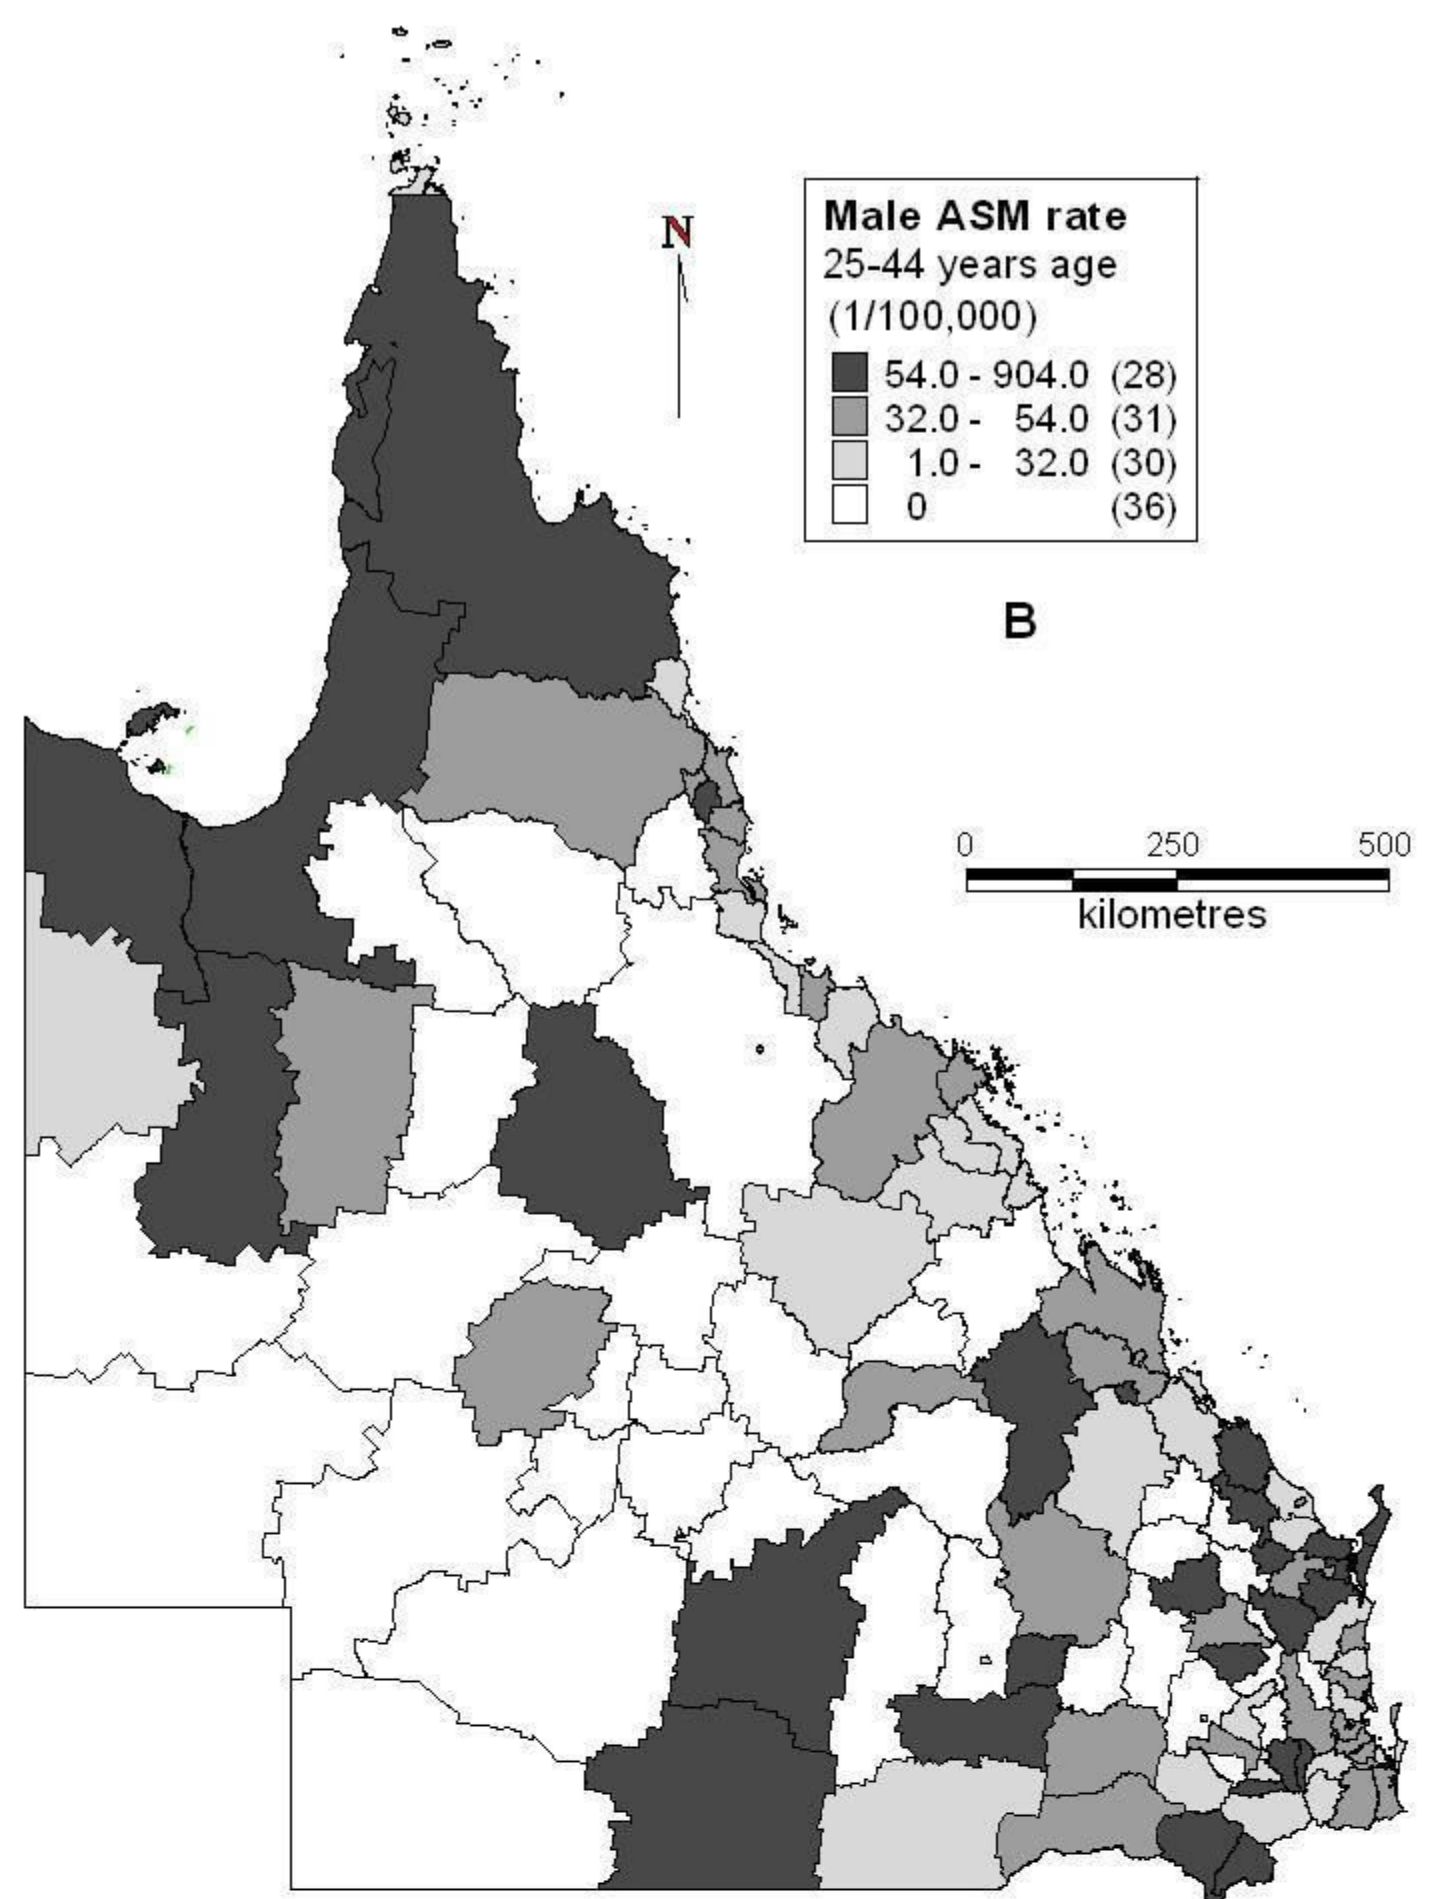 N
Male ASM rate
25-44 years age
(1/100,000)
54.0 - 904.0 (28)
32.0 - 54.0 (31)
1.0 - 32.0 (30)
0 (36)
B
0 250 500
kilometres